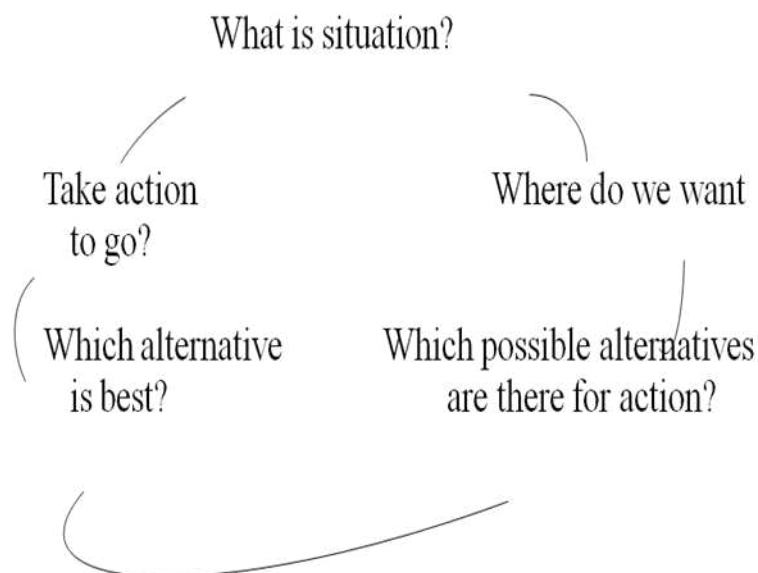 What is situation?
Take action
Where do we want
to go?
Which alternative
is best?
Which possible alternatives
are there for action?